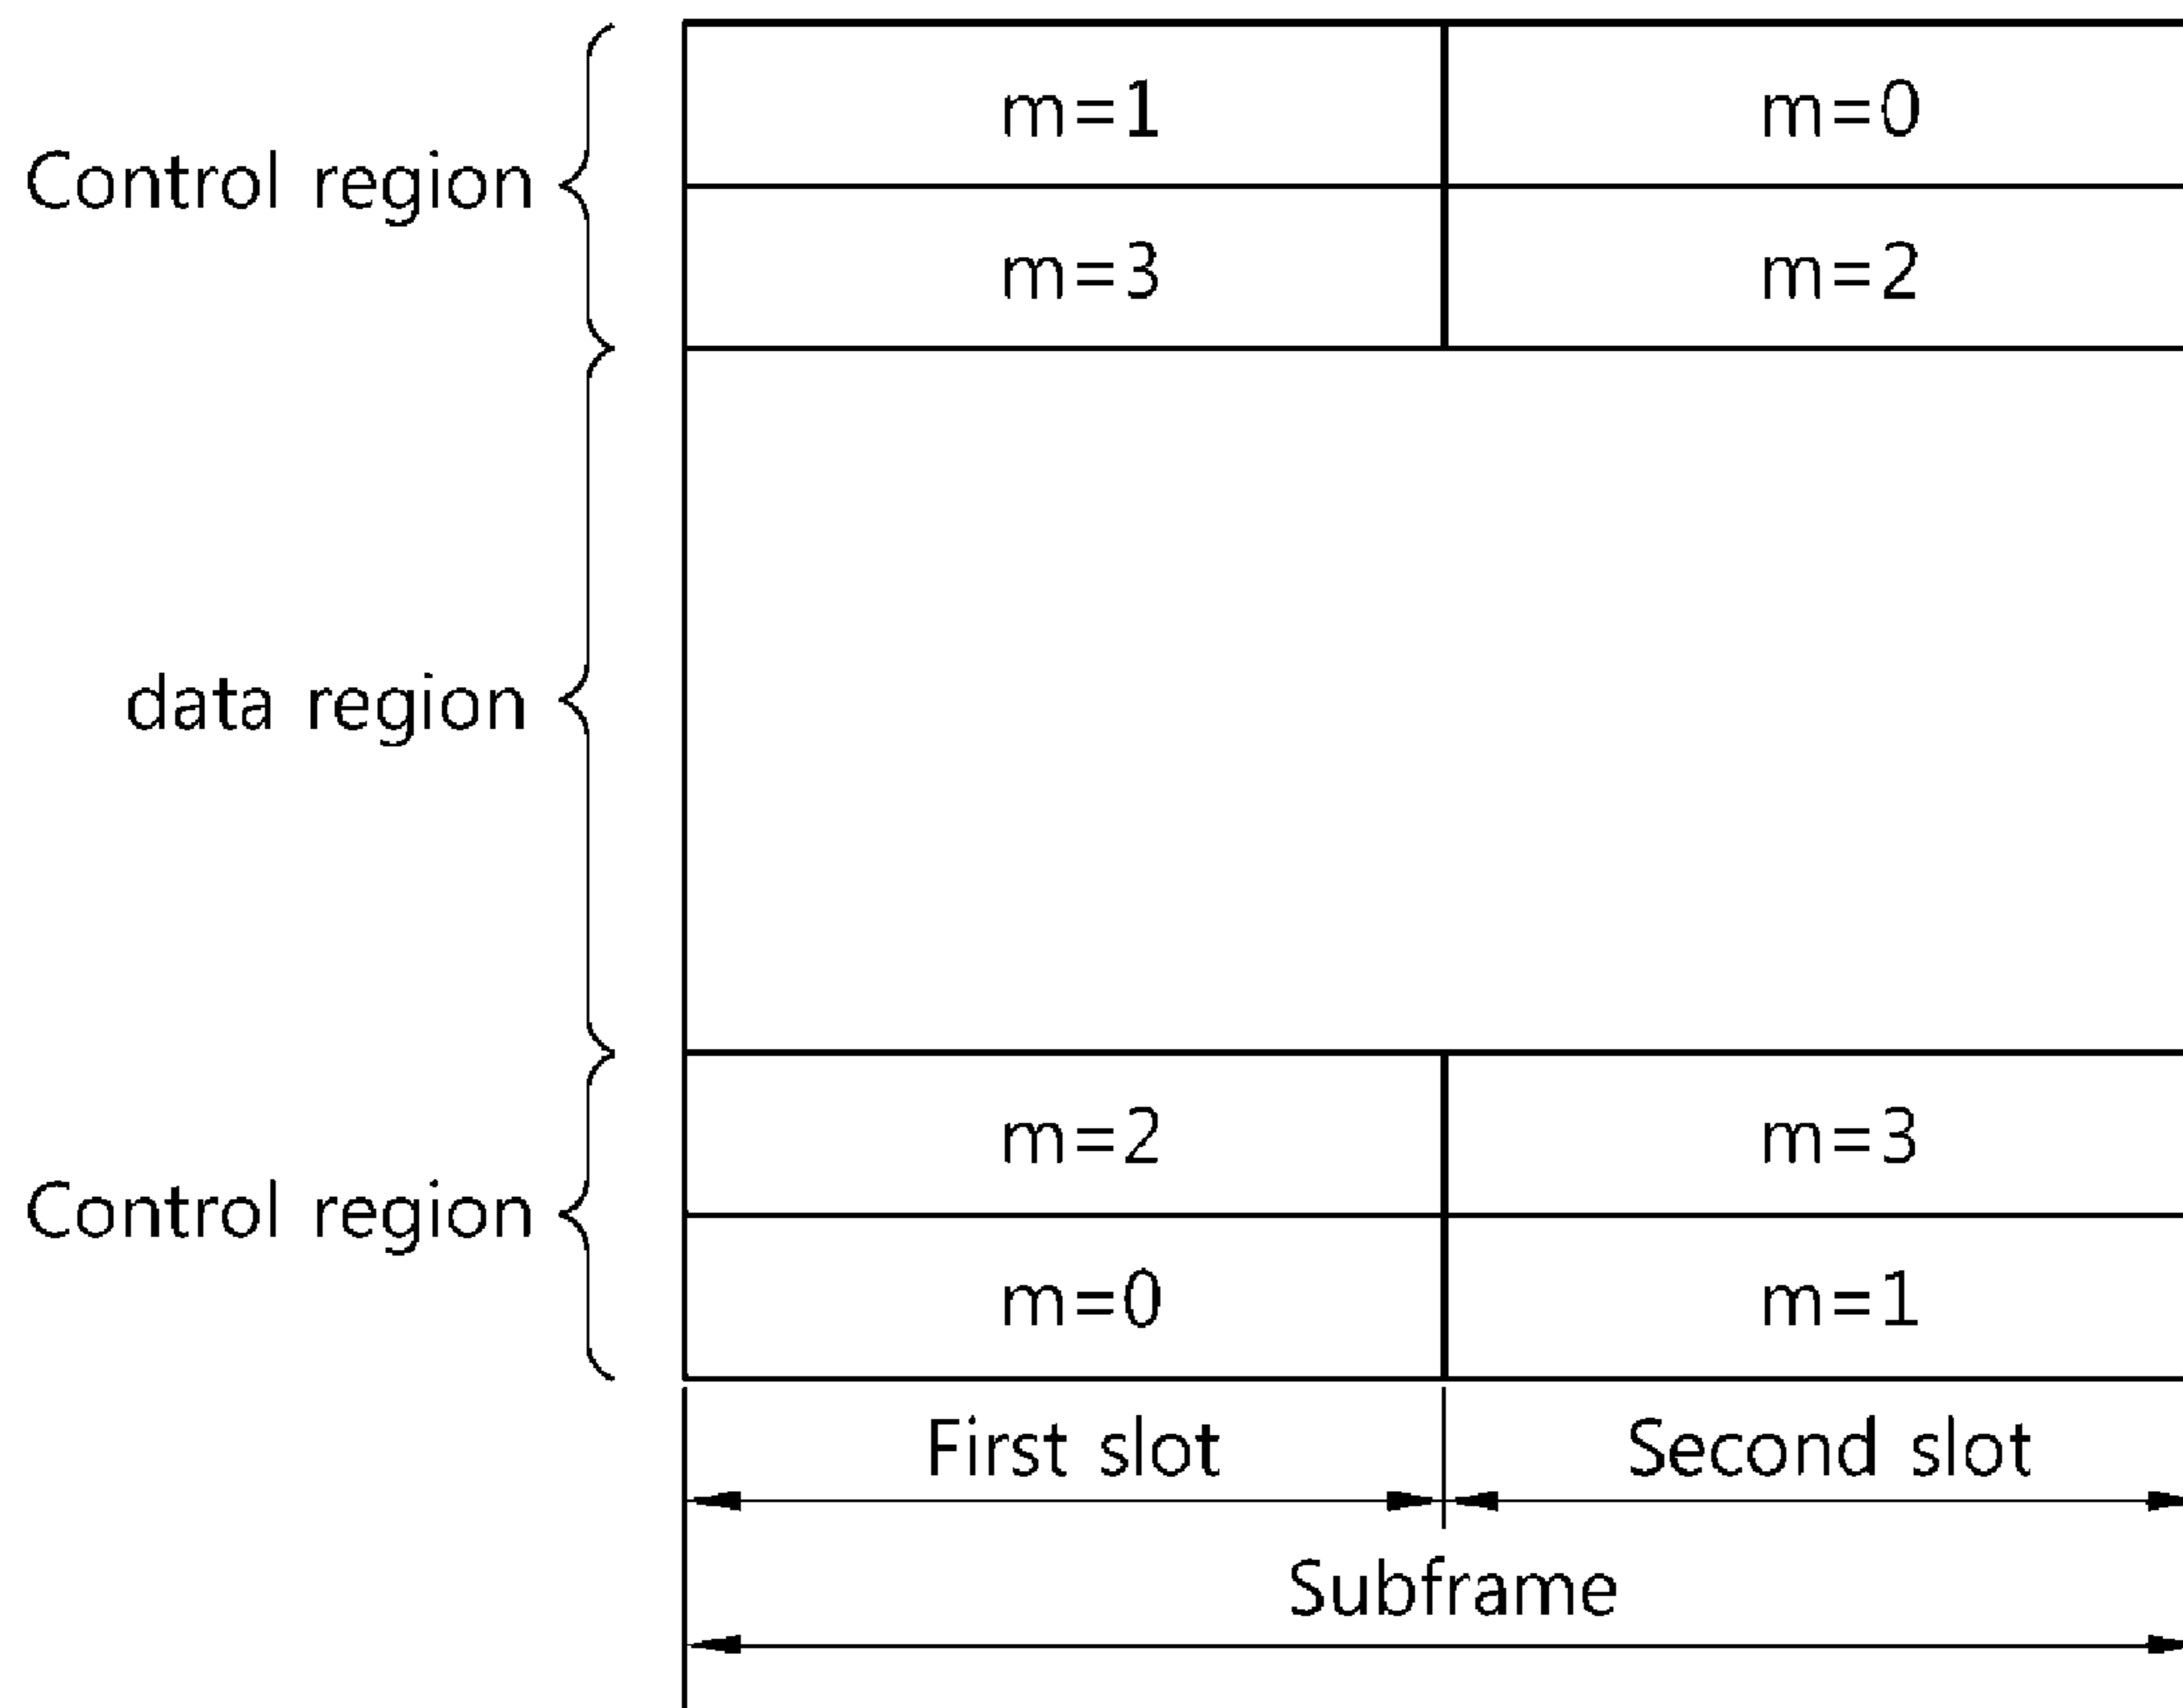 m=1 m=0
Control region
m=3 m=2
data region
m=2 m=3
Control region
m=0 m=1
First slot Second slot
Subframe